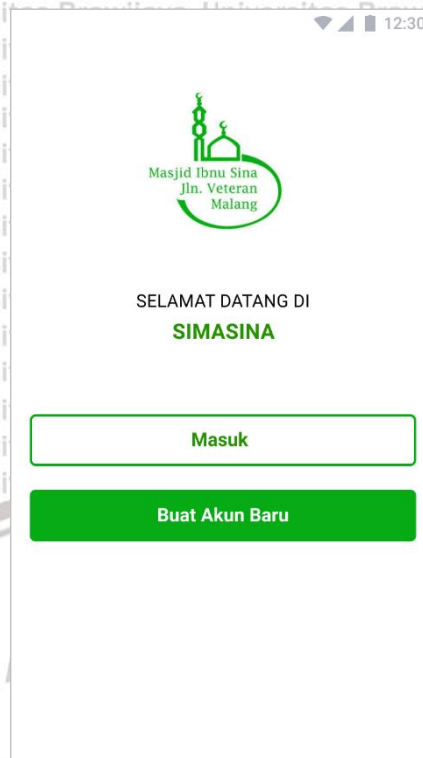 12:30
Masjid Ibnu Sina
Jln. Veteran
Malang
SELAMAT DATANG DI
SIMASINA
Masuk
Buat Akun Baru